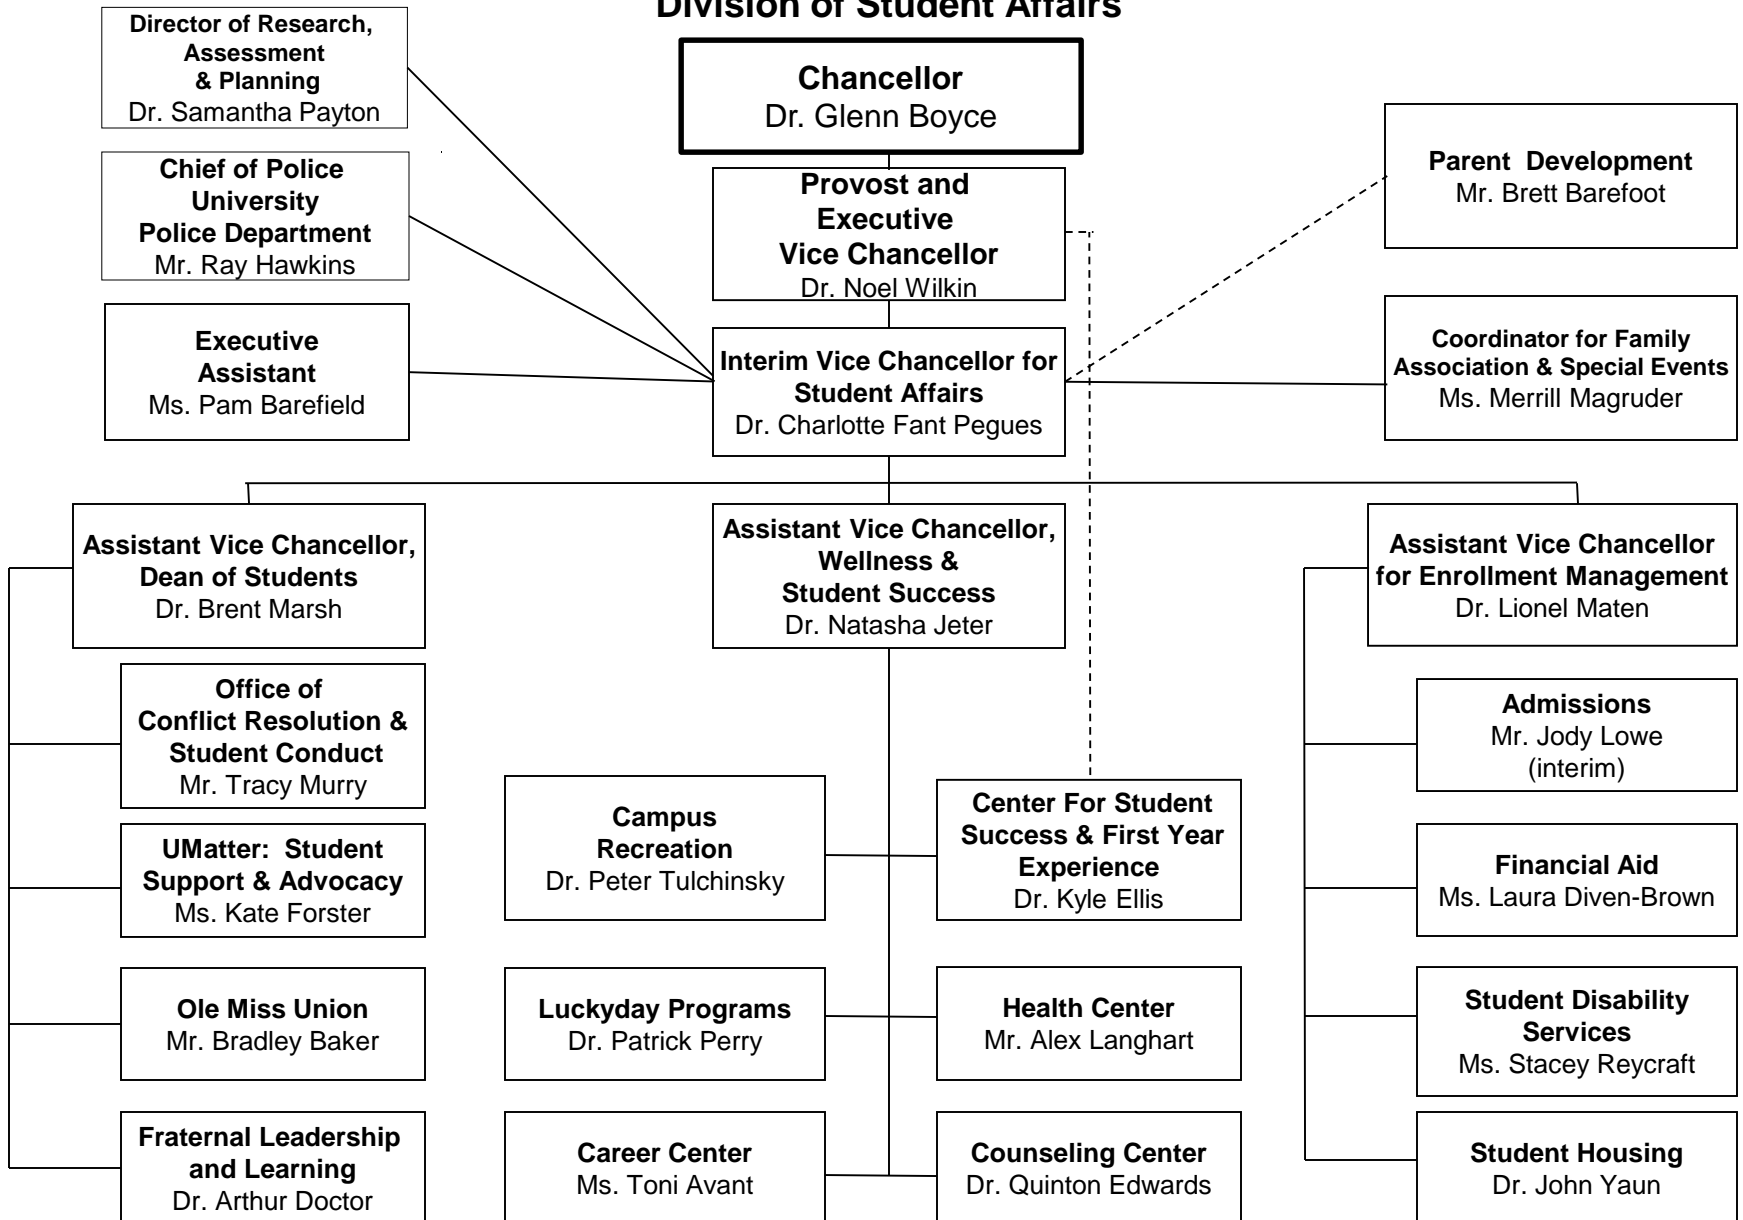 Division of Student Affairs
Director of Research,
Assessment
& Planning
Dr. Samantha Payton
Chancellor
Dr. Glenn Boyce
Parent Development
Mr. Brett Barefoot
Chief of Police
University
Police Department
Mr. Ray Hawkins
Provost and
Executive
Vice Chancellor
Dr. Noel Wilkin
Executive
Assistant
Ms. Pam Barefield
Interim Vice Chancellor for
Student Affairs
Dr. Charlotte Fant Pegues
Coordinator for Family
Association & Special Events
Ms. Merrill Magruder
Assistant Vice Chancellor,
Dean of Students
Dr. Brent Marsh
Assistant Vice Chancellor,
Wellness &
Student Success
Dr. Natasha Jeter
Assistant Vice Chancellor
for Enrollment Management
Dr. Lionel Maten
Office of
Conflict Resolution &
Student Conduct
Mr. Tracy Murry
UMatter: Student
Support & Advocacy
Ms. Kate Forster
Ole Miss Union
Mr. Bradley Baker
Fraternal Leadership
and Learning
Dr. Arthur Doctor
Campus
Recreation
Dr. Peter Tulchinsky
Center For Student
Success & First Year
Experience
Dr. Kyle Ellis
Luckyday Programs
Dr. Patrick Perry
Health Center
Mr. Alex Langhart
Career Center
Ms. Toni Avant
Counseling Center
Dr. Quinton Edwards
Admissions
Mr. Jody Lowe
(interim)
Financial Aid
Ms. Laura Diven-Brown
Student Disability
Services
Ms. Stacey Reycraft
Student Housing
Dr. John Yaun